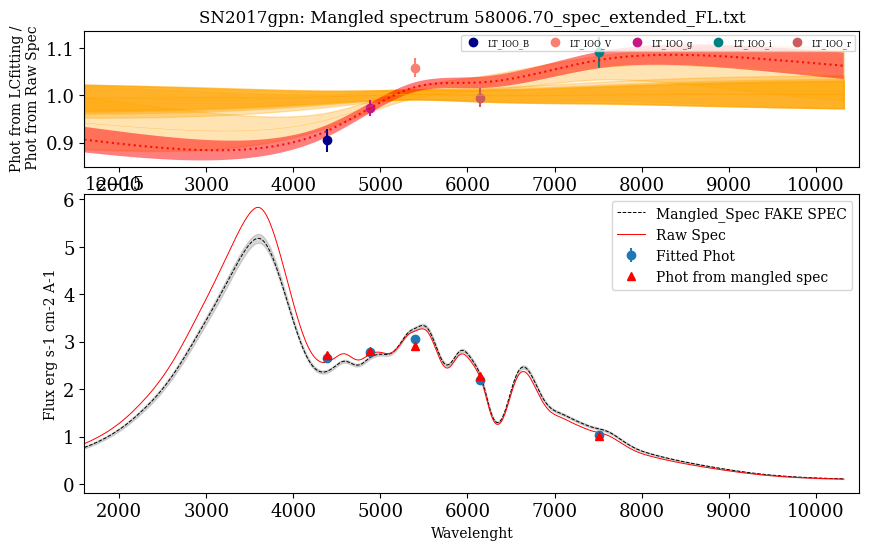 SN2017gpn: Mangled spectrum 58006.70_spec_extended_FL.txt
Phot from LCfitting /
Phot from Raw Spec
1.1
1.0
0.9
LT_IOO_B LT_IOO_V LT_IOO_g LT_IOO_i LT_IOO_r
2000 3000 4000 5000 6000 7000 8000 9000 10000
1e−15
Flux erg s-1 cm-2 A-1
6
5
4
3
2
1
0
Mangled_Spec FAKE SPEC
Raw Spec
Fitted Phot
Phot from mangled spec
2000 3000 4000 5000 6000 7000 8000 9000 10000
Wavelenght